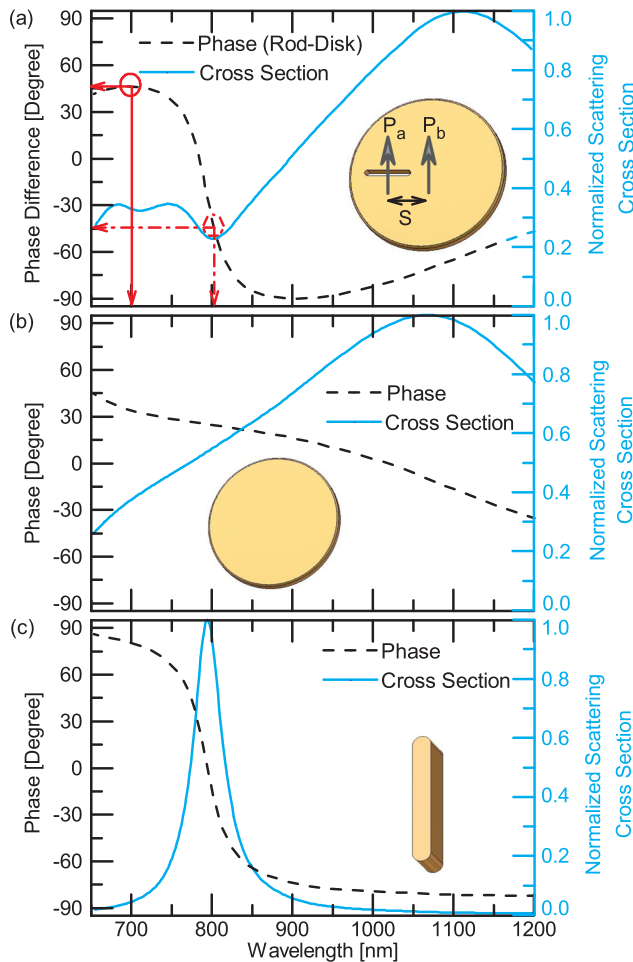 (a)
90
60
30
0
-30
-60
-90
Phase Difference [Degree]
Phase (Rod-Disk)
Cross Section
Pa
Pb
S
1.0
0.8
0.6
0.4
0.2
0.0
Normalized Scattering
Cross Section
(b)
90
60
30
0
-30
-60
-90
Phase [Degree]
Phase
Cross Section
1.0
0.8
0.6
0.4
0.2
0.0
Normalized Scattering
Cross Section
(c)
90
60
30
0
-30
-60
-90
Phase [Degree]
Phase
Cross Section
1.0
0.8
0.6
0.4
0.2
0.0
Normalized Scattering
Cross Section
700 800 900 1000 1100 1200
Wavelength [nm]